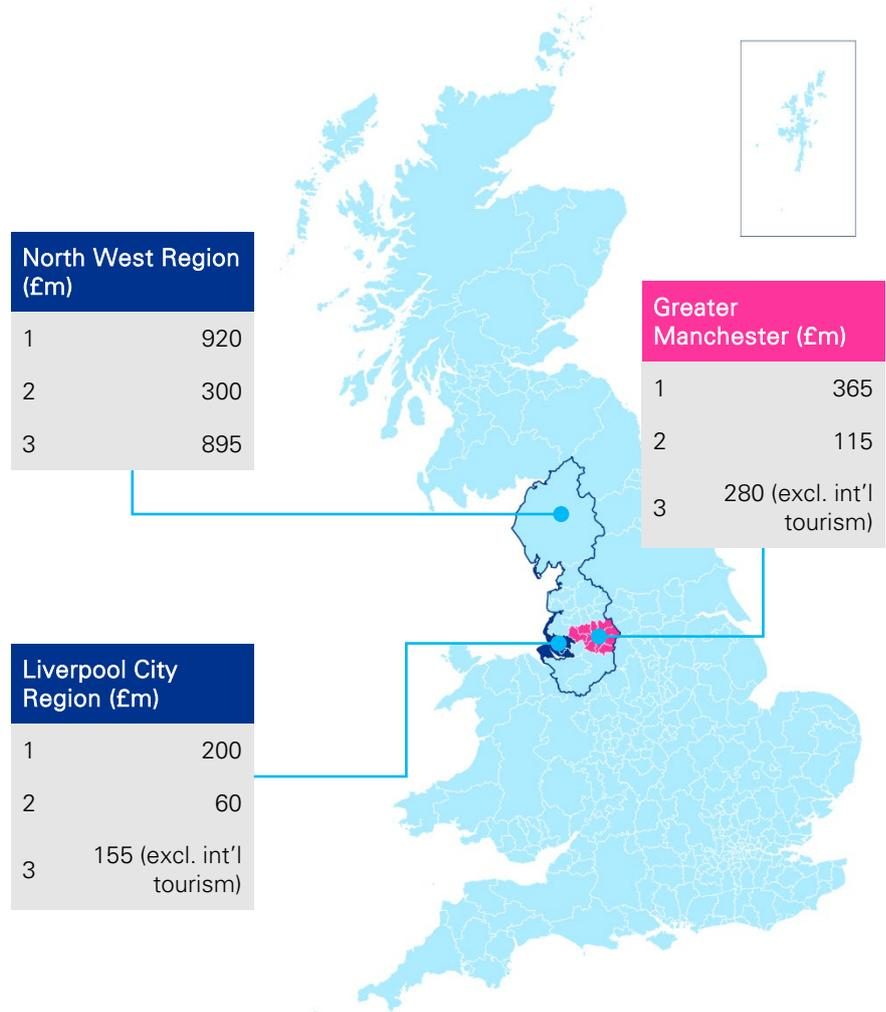 North West Region
(£m)
1 920
2 300
3 895
Greater
Manchester (£m)
1 365
2 115
3 280 (excl. int'l
tourism)
Liverpool City
Region (£m)
1 200
2 60
3 155 (excl. int'l
tourism)